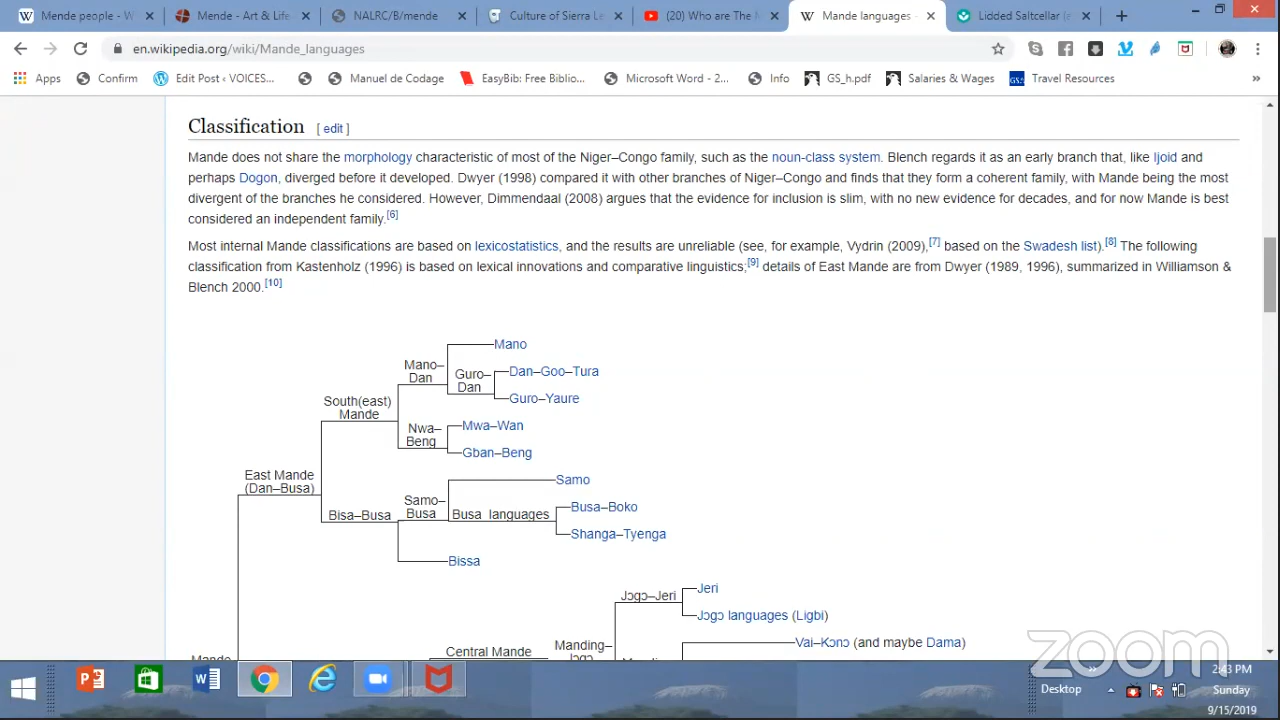 Mende people - W
Mende - Art & Life
NALRC/B/mende
Culture of Sierra Le
(20) Who are The M
Mande languages -
Lidded Saltcellar (e
en.wikipedia.org/wiki/Mande_languages
Apps
Confirm
Edit Post ‹ VOICES...
Manuel de Codage
EasyBib: Free Biblio...
Microsoft Word - 2...
Info
GS_h.pdf
Salaries & Wages
GSA
Travel Resources
»
Classification [ edit ]
Mande does not share the morphology characteristic of most of the Niger–Congo family, such as the noun-class system. Blench regards it as an early branch that, like Ijoid and
perhaps Dogon, diverged before it developed. Dwyer (1998) compared it with other branches of Niger–Congo and finds that they form a coherent family, with Mande being the most
divergent of the branches he considered. However, Dimmendaal (2008) argues that the evidence for inclusion is slim, with no new evidence for decades, and for now Mande is best
considered an independent family.[6]
Most internal Mande classifications are based on lexicostatistics, and the results are unreliable (see, for example, Vydrin (2009),[7] based on the Swadesh list).[8] The following
classification from Kastenholz (1996) is based on lexical innovations and comparative linguistics;[9] details of East Mande are from Dwyer (1989, 1996), summarized in Williamson &
Blench 2000.[10]
Mano
Mano–
Dan
Guro–
Dan
Dan–Goo–Tura
Guro–Yaure
South(east)
Mande
Nwa–
Beng
Mwa–Wan
Gban–Beng
East Mande
(Dan–Busa)
Samo
Samo–
Busa
Busa languages
Busa–Boko
Shanga–Tyenga
Bisa–Busa
Bissa
Jɔgɔ–Jeri
Jeri
Jɔgɔ languages (Ligbi)
Manding–
Jɔgɔ
Vai–Kɔnɔ (and maybe Dama)
Central Mande
Mande
zoom
Desktop
»
2:43 PM
Sunday
9/15/2019